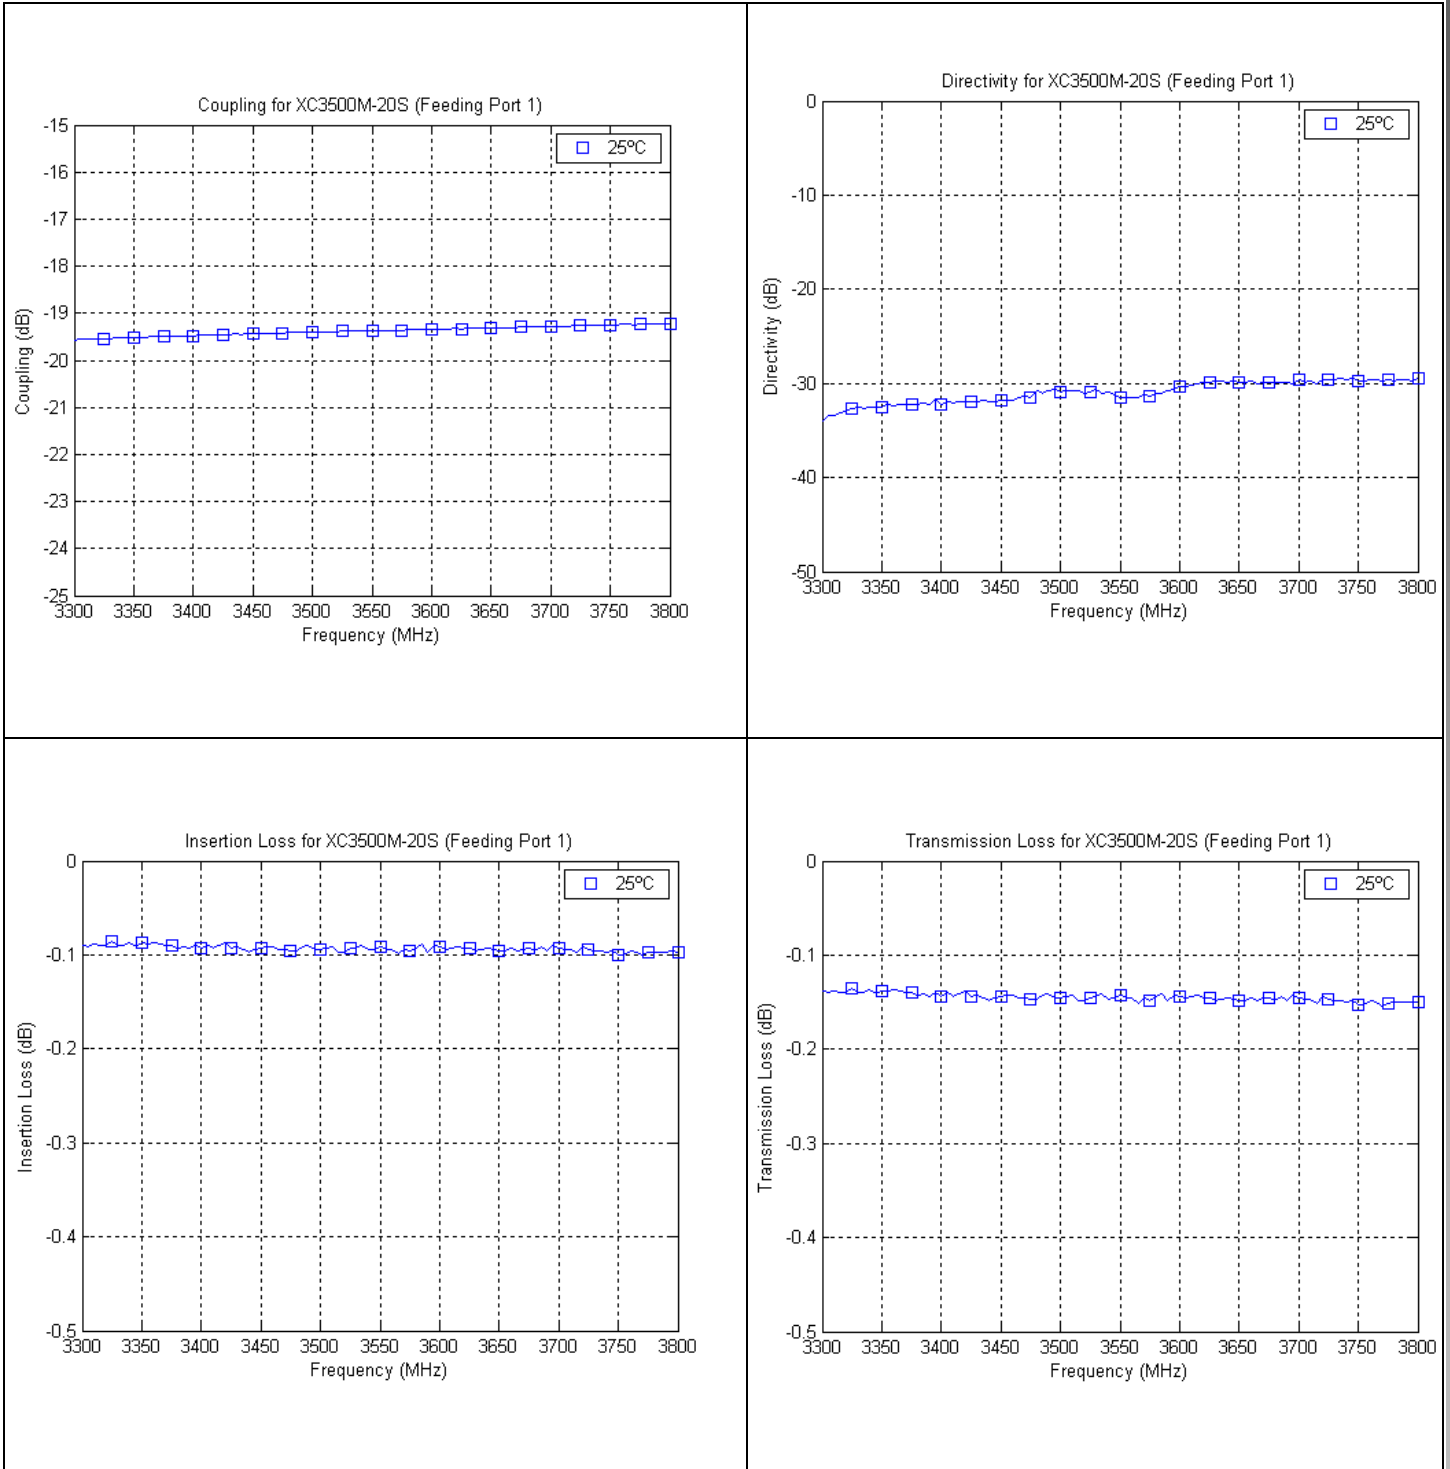 Coupling for XC3500M-20S (Feeding Port 1)
25ºC
-15
-16
-17
-18
-19
-20
-21
-22
-23
-24
-25
Coupling (dB)
3300 3350 3400 3450 3500 3550 3600 3650 3700 3750 3800
Frequency (MHz)
Directivity for XC3500M-20S (Feeding Port 1)
25ºC
0
-10
-20
-30
-40
-50
Directivity (dB)
3300 3350 3400 3450 3500 3550 3600 3650 3700 3750 3800
Frequency (MHz)
Insertion Loss for XC3500M-20S (Feeding Port 1)
25ºC
0
-0.1
-0.2
-0.3
-0.4
-0.5
Insertion Loss (dB)
3300 3350 3400 3450 3500 3550 3600 3650 3700 3750 3800
Frequency (MHz)
Transmission Loss for XC3500M-20S (Feeding Port 1)
25ºC
0
-0.1
-0.2
-0.3
-0.4
-0.5
Transmission Loss (dB)
3300 3350 3400 3450 3500 3550 3600 3650 3700 3750 3800
Frequency (MHz)